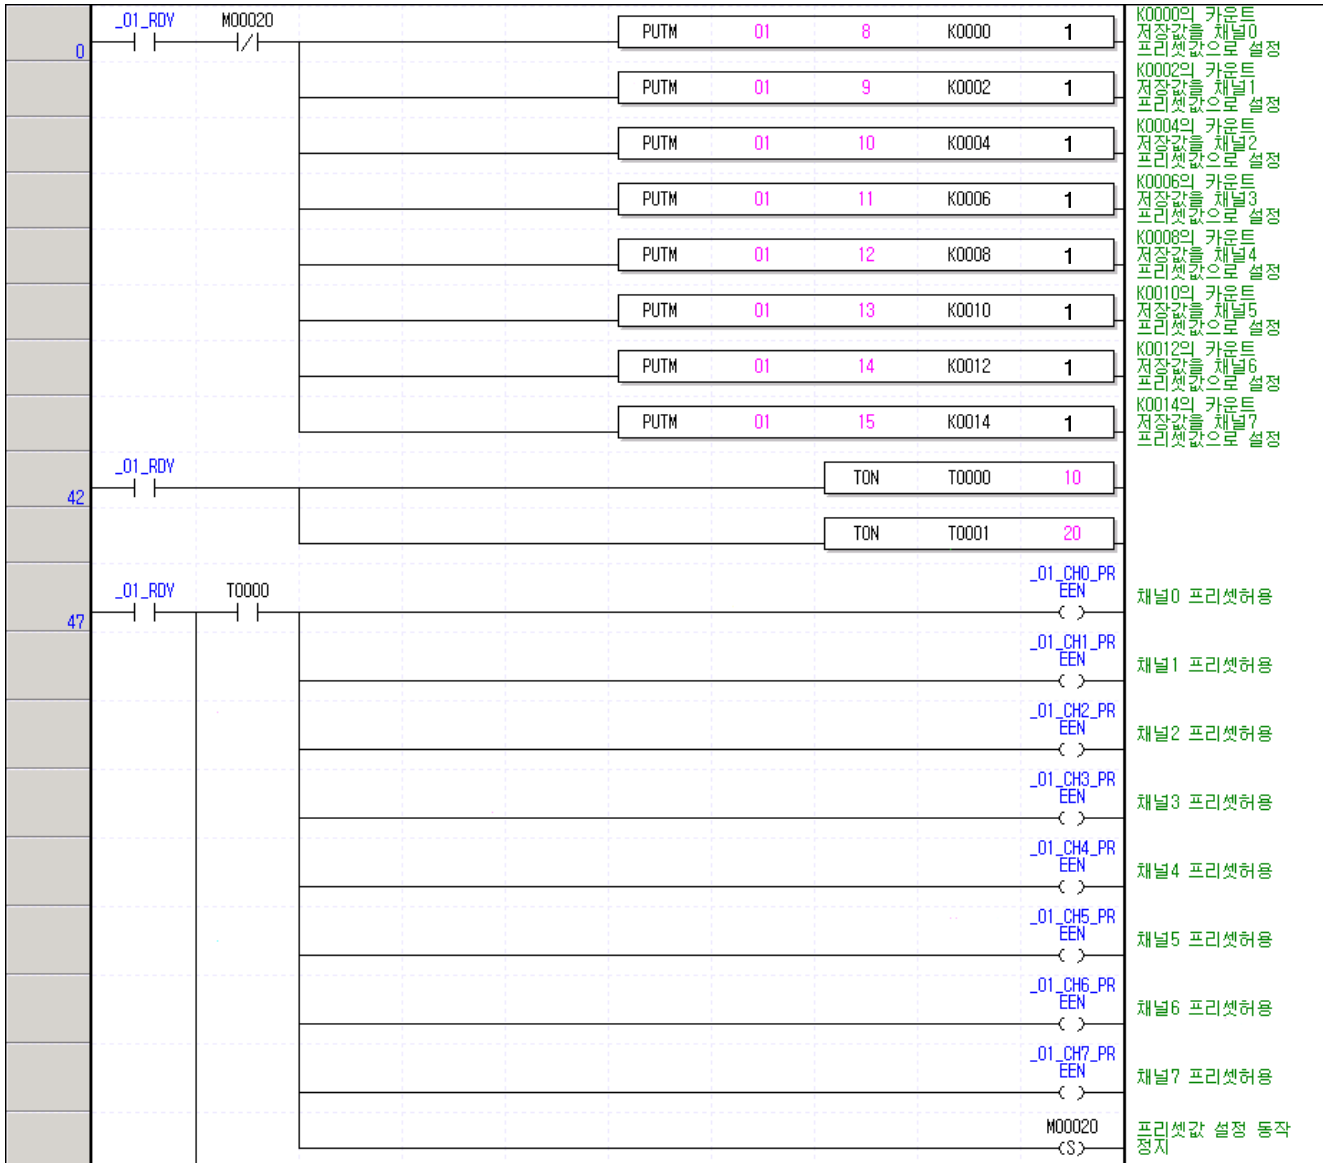 _01_RDY M00020 PUTM 01 8 K0000 1
0
K0000의 카운트
저장값을 채널0
프리셋값으로 설정
PUTM 01 9 K0002 1
K0002의 카운트
저장값을 채널1
프리셋값으로 설정
PUTM 01 10 K0004 1
K0004의 카운트
저장값을 채널2
프리셋값으로 설정
PUTM 01 11 K0006 1
K0006의 카운트
저장값을 채널3
프리셋값으로 설정
PUTM 01 12 K0008 1
K0008의 카운트
저장값을 채널4
프리셋값으로 설정
PUTM 01 13 K0010 1
K0010의 카운트
저장값을 채널5
프리셋값으로 설정
PUTM 01 14 K0012 1
K0012의 카운트
저장값을 채널6
프리셋값으로 설정
PUTM 01 15 K0014 1
K0014의 카운트
저장값을 채널7
프리셋값으로 설정
_01_RDY TON T0000 10
42
TON T0001 20
_01_RDY T0000
47
_01_CH0_PR
EEN
채널0 프리셋허용
_01_CH1_PR
EEN
채널1 프리셋허용
_01_CH2_PR
EEN
채널2 프리셋허용
_01_CH3_PR
EEN
채널3 프리셋허용
_01_CH4_PR
EEN
채널4 프리셋허용
_01_CH5_PR
EEN
채널5 프리셋허용
_01_CH6_PR
EEN
채널6 프리셋허용
_01_CH7_PR
EEN
채널7 프리셋허용
M00020
S
프리셋값 설정 동작
정지